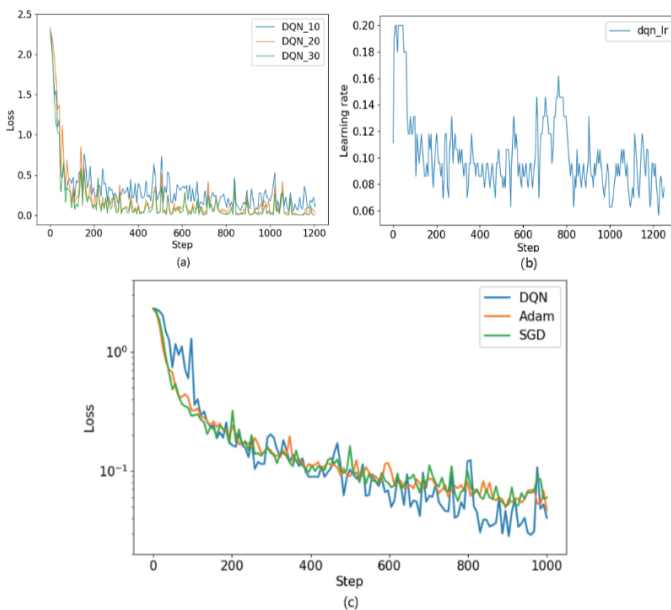 2.5
2.0
1.5
1.0
0.5
0.0
Loss
0 200 400 600 800 1000 1200
Step
DQN_10
DQN_20
DQN_30
(a)
0.20
0.18
0.16
0.14
0.12
0.10
0.08
0.06
Learning rate
0 200 400 600 800 1000 1200
Step
dqn_lr
(b)
10⁰
10⁻¹
Loss
0 200 400 600 800 1000
Step
DQN
Adam
SGD
(c)